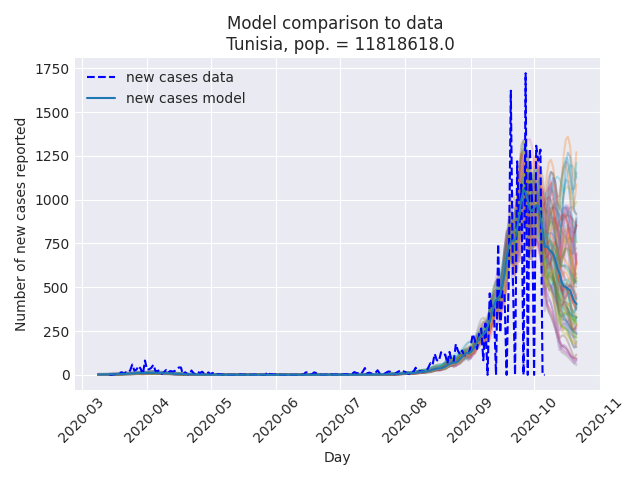 Model comparison to data
Tunisia, pop. = 11818618.0
new cases data
new cases model
Number of new cases reported
1750
1500
1250
1000
750
500
250
0
2020-03
2020-04
2020-05
2020-06
2020-07
2020-08
2020-09
2020-10
2020-11
Day